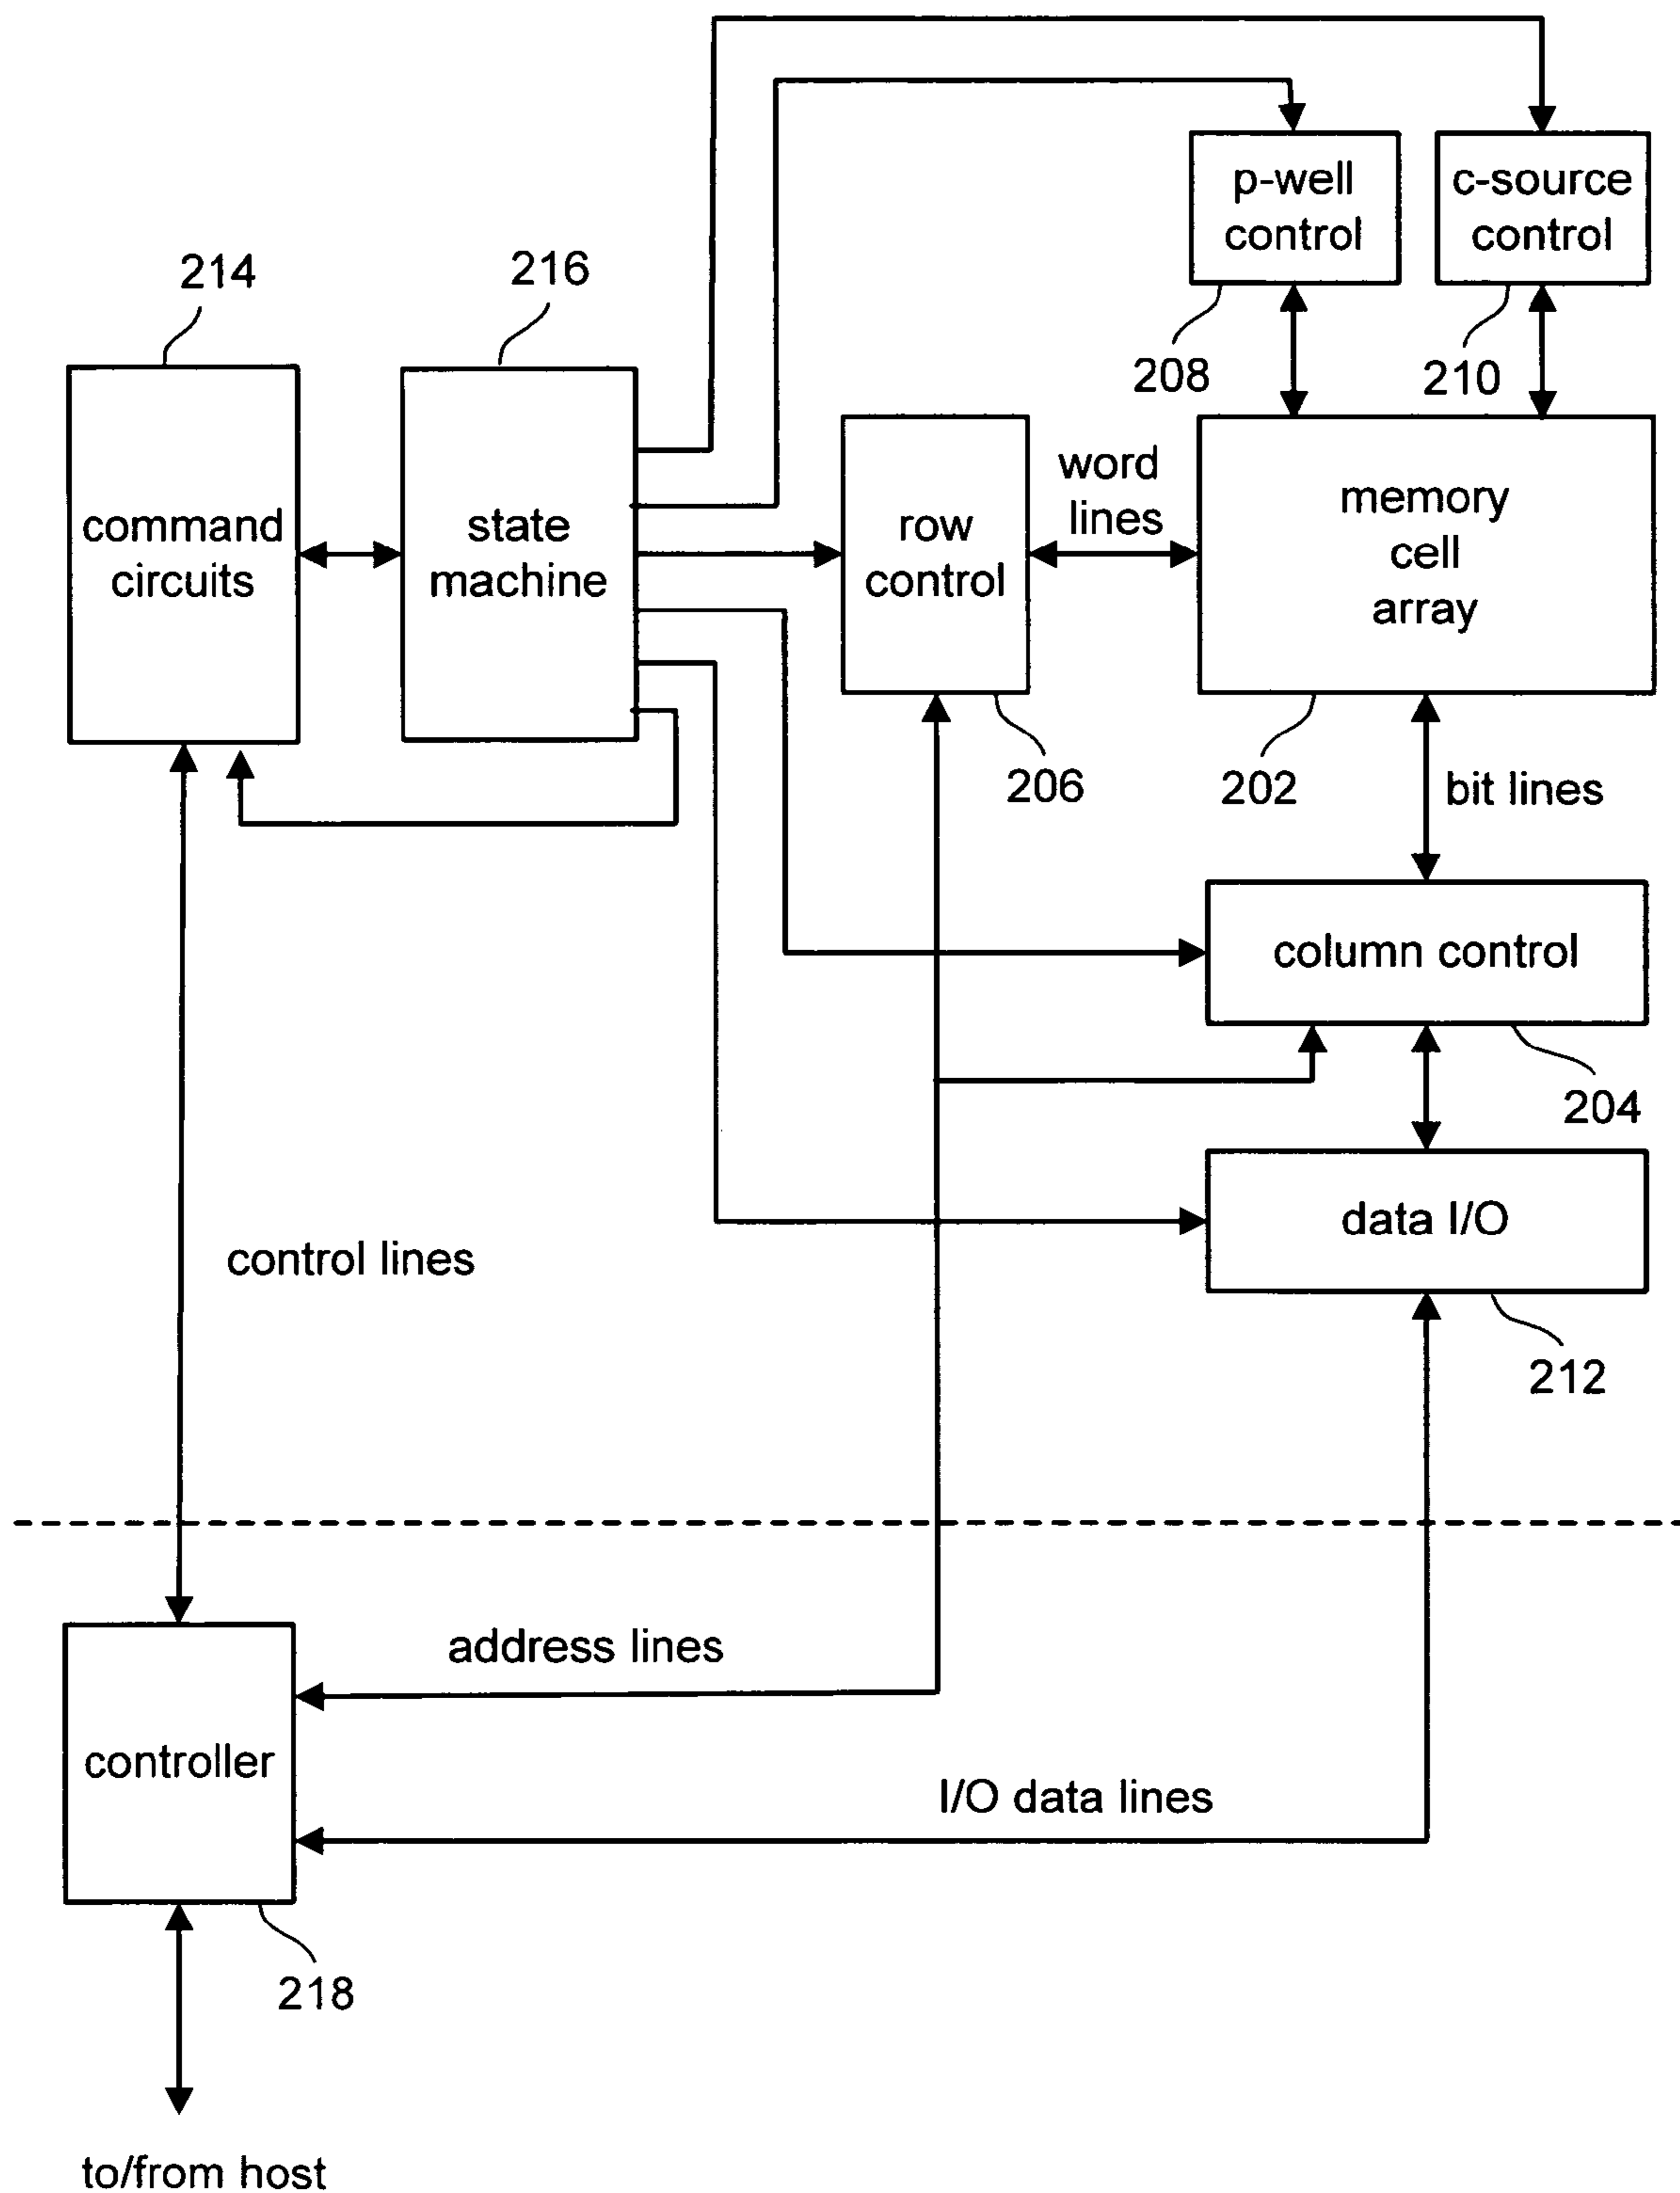 p-well
control
c-source
control
214
216
208
210
command
circuits
state
machine
row
control
word
lines
memory
cell
array
206
202
bit lines
column control
204
data I/O
control lines
212
address lines
controller
I/O data lines
218
to/from host